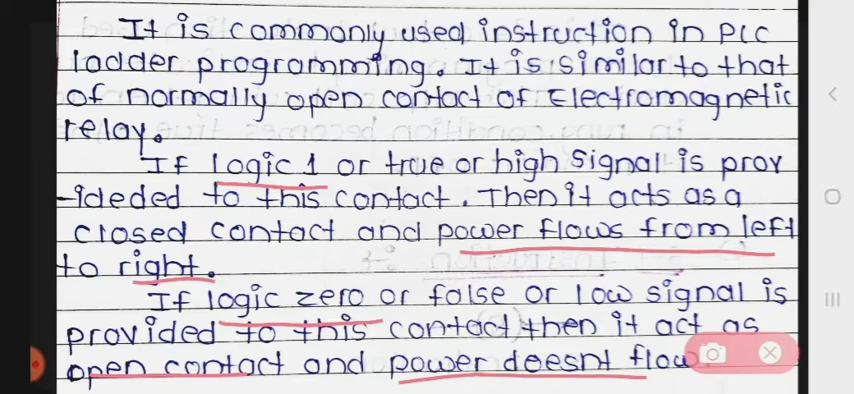 It is commonly used instruction in PLC
ladder programming. It is similar to that
of normally open contact of Electromagnetic
relay.
If logic 1 or true or high signal is prov
-ideded to this contact. Then it acts as a
closed contact and power flows from left
to right.
If logic zero or false or low signal is
provided to this contact then it act as
open contact and power doesnt flow